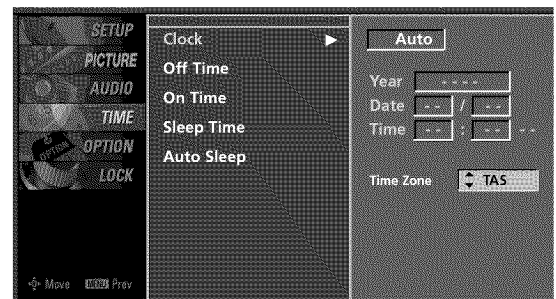 SETUP
PICTURE
AUDIO
TIME
OPTION
OPTION
LOCK
Move MENU Prev
Clock ►
Off Time
On Time
Sleep Time
Auto Sleep
Auto
Year - - - -
Date - - / - -
Time - - : - - - -
Time Zone TAS